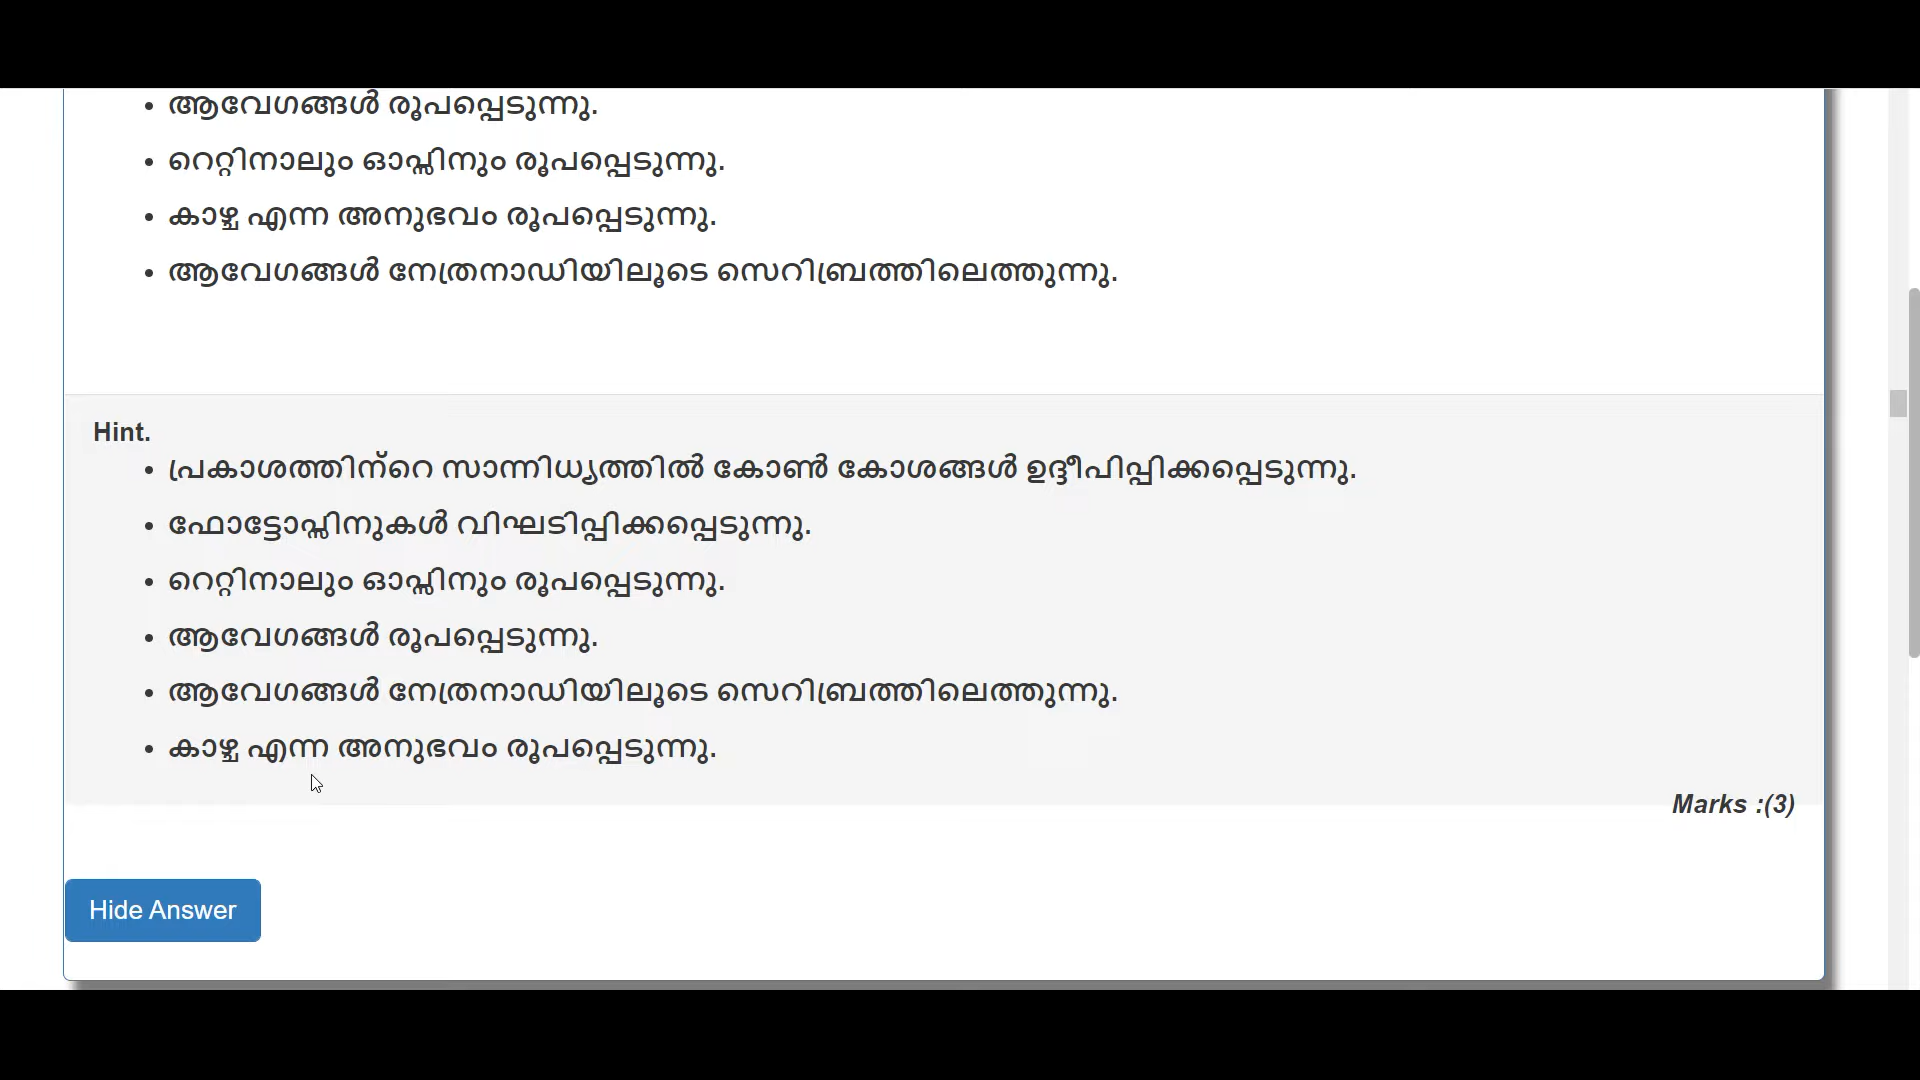 ആവേഗങ്ങൾ രൂപപ്പെടുന്നു.
റെറ്റിനാലും ഓപ്സിനും രൂപപ്പെടുന്നു.
കാഴ്ച എന്ന അനുഭവം രൂപപ്പെടുന്നു.
ആവേഗങ്ങൾ നേത്രനാഡിയിലൂടെ സെറിബ്രത്തിലെത്തുന്നു.
Hint.
പ്രകാശത്തിന്റെ സാന്നിധ്യത്തിൽ കോൺ കോശങ്ങൾ ഉദ്ദീപിപ്പിക്കപ്പെടുന്നു.
ഫോട്ടോപ്സിനുകൾ വിഘടിപ്പിക്കപ്പെടുന്നു.
റെറ്റിനാലും ഓപ്സിനും രൂപപ്പെടുന്നു.
ആവേഗങ്ങൾ രൂപപ്പെടുന്നു.
ആവേഗങ്ങൾ നേത്രനാഡിയിലൂടെ സെറിബ്രത്തിലെത്തുന്നു.
കാഴ്ച എന്ന അനുഭവം രൂപപ്പെടുന്നു.
Marks :(3)
Hide Answer